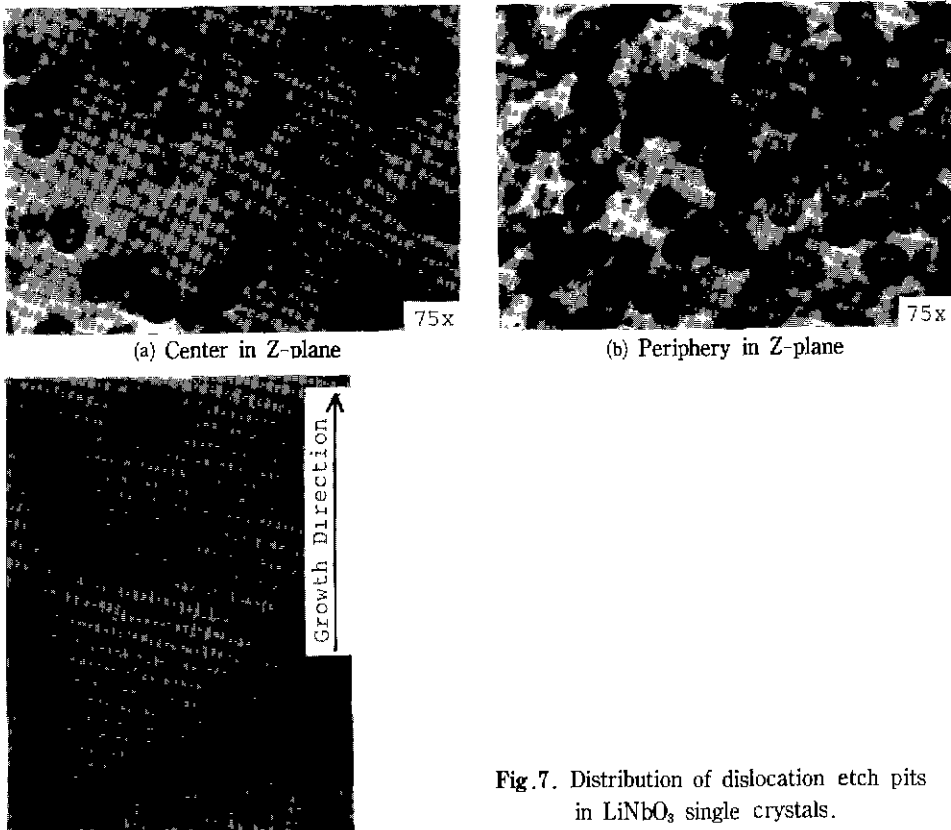 75x
75x
(a) Center in Z-plane
(b) Periphery in Z-plane
Growth Direction
Fig.7. Distribution of dislocation etch pits
in LiNbO₃ single crystals.